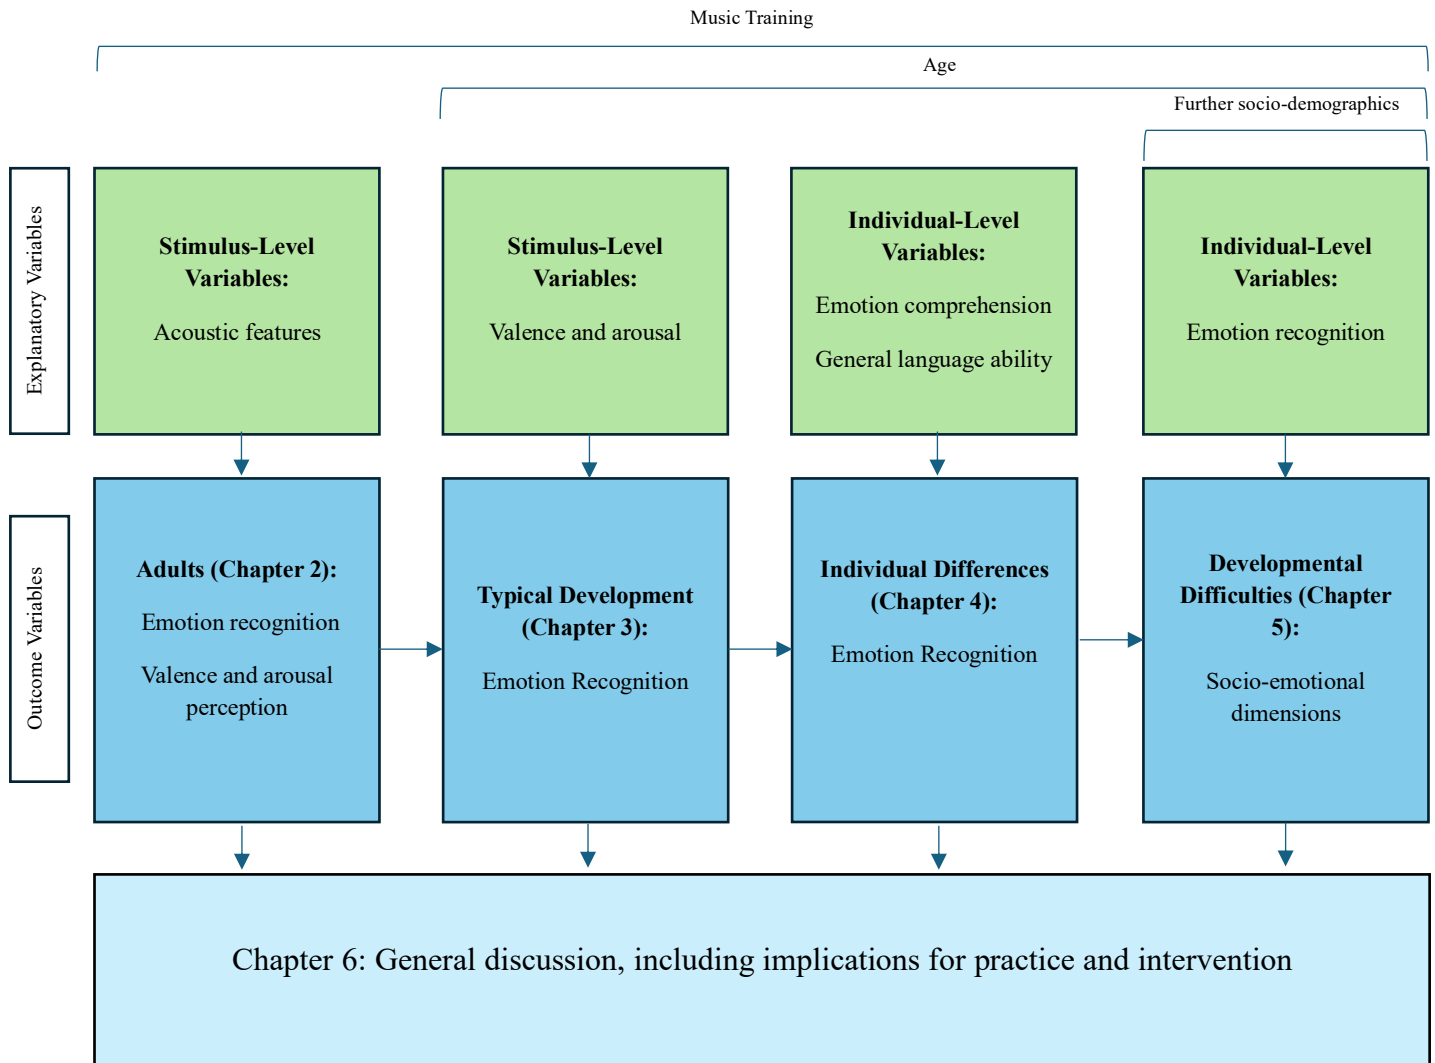 Music Training
Age
Further socio-demographics
Explanatory Variables
Stimulus-Level
Variables:
Acoustic features
Stimulus-Level
Variables:
Valence and arousal
Individual-Level
Variables:
Emotion comprehension
General language ability
Individual-Level
Variables:
Emotion recognition
Outcome Variables
Adults (Chapter 2):
Emotion recognition
Valence and arousal
perception
Typical Development
(Chapter 3):
Emotion Recognition
Individual Differences
(Chapter 4):
Emotion Recognition
Developmental
Difficulties (Chapter
5):
Socio-emotional
dimensions
Chapter 6: General discussion, including implications for practice and intervention